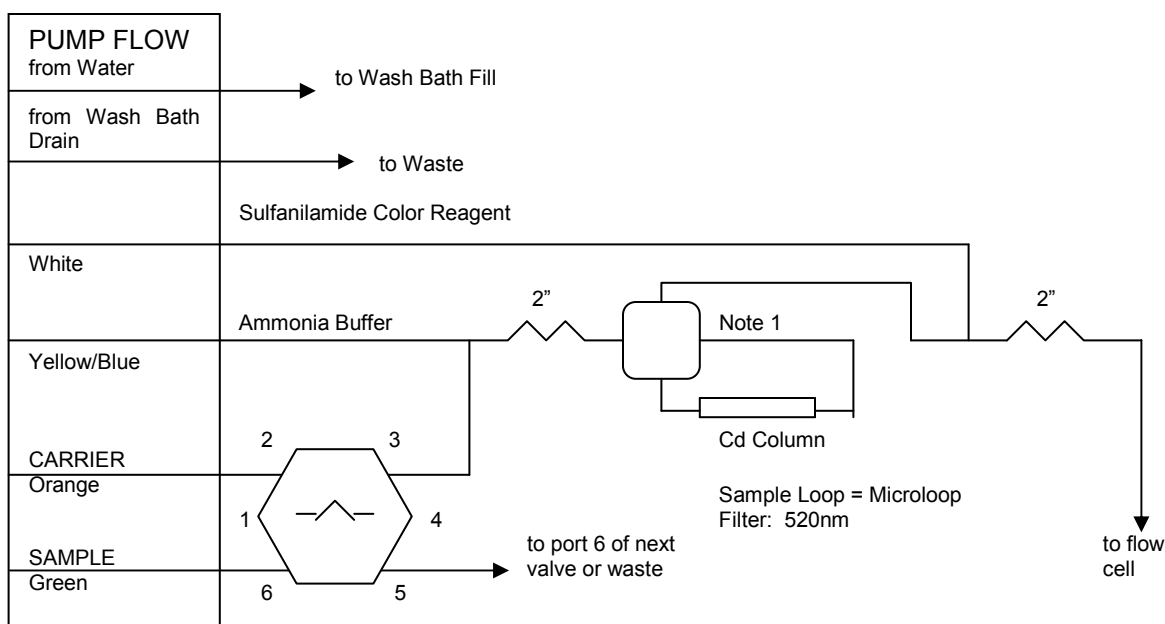 PUMP FLOW
from Water
to Wash Bath Fill
from Wash Bath
Drain
to Waste
Sulfanilamide Color Reagent
White
2”
2”
Ammonia Buffer
Note 1
Yellow/Blue
Cd Column
2
3
CARRIER
Orange
Sample Loop = Microloop
Filter: 520nm
1
4
to port 6 of next
valve or waste
to flow
cell
SAMPLE
Green
6
5